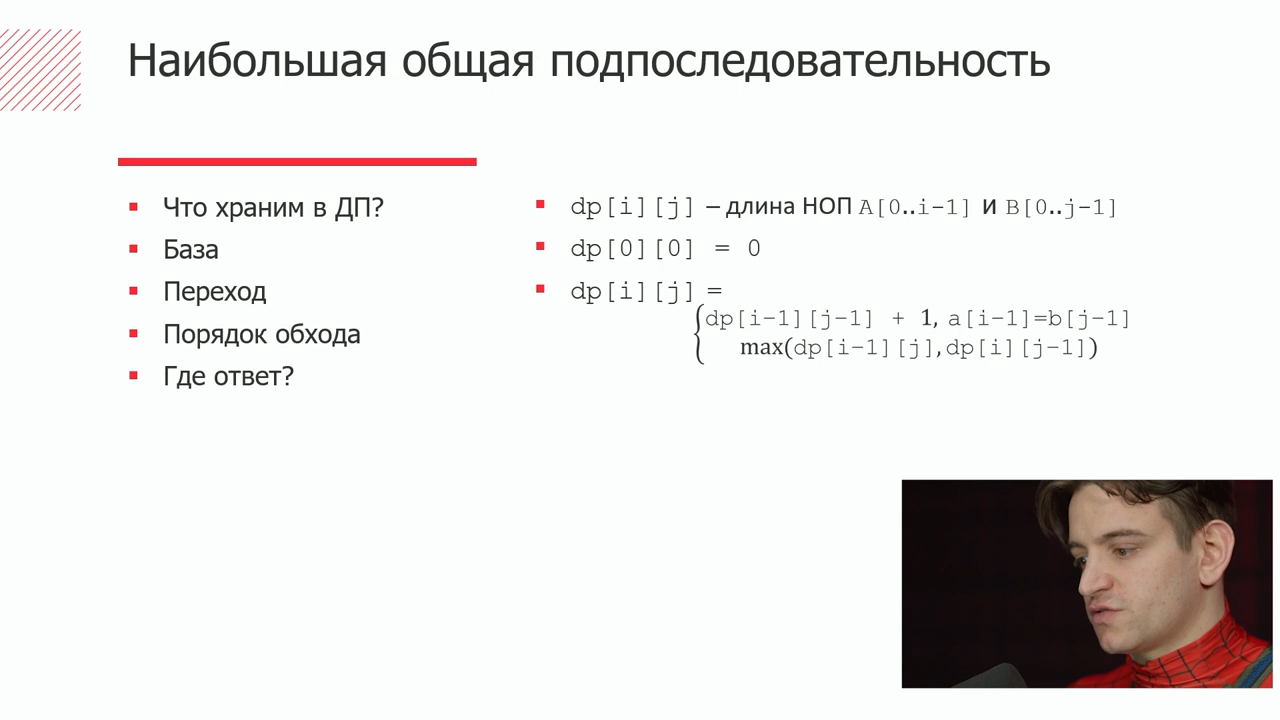 Наибольшая общая подпоследовательность
Что храним в ДП?
База
Переход
Порядок обхода
Где ответ?
dp[i][j] – длина НОП A[0..i-1] и B[0..j-1]
dp[0][0] = 0
dp[i][j] =
{dp[i-1][j-1] + 1, a[i-1]=b[j-1]
max(dp[i-1][j],dp[i][j-1])